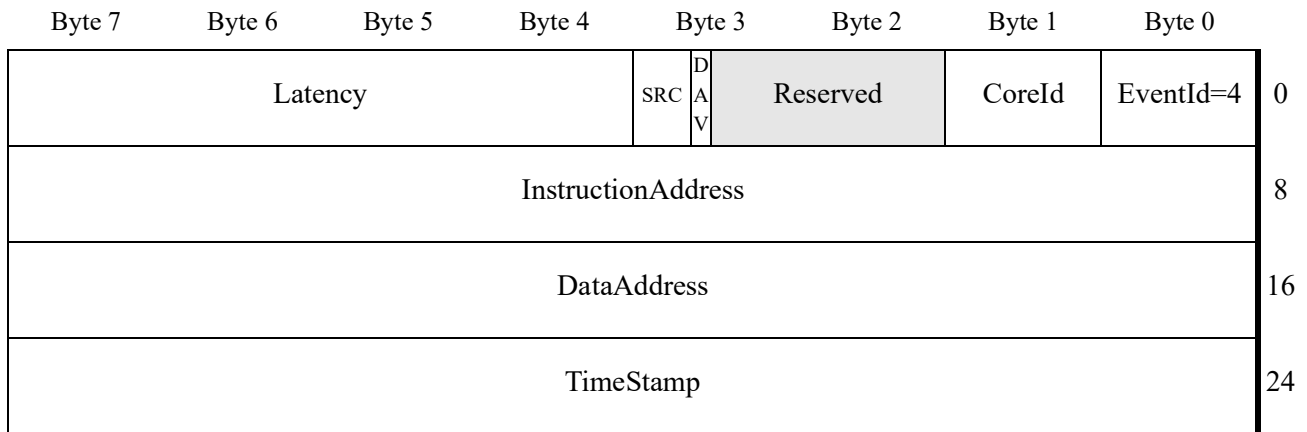 Byte 7 Byte 6 Byte 5 Byte 4 Byte 3 Byte 2 Byte 1 Byte 0
Latency SRC DAV Reserved CoreId EventId=4 0
InstructionAddress 8
DataAddress 16
TimeStamp 24